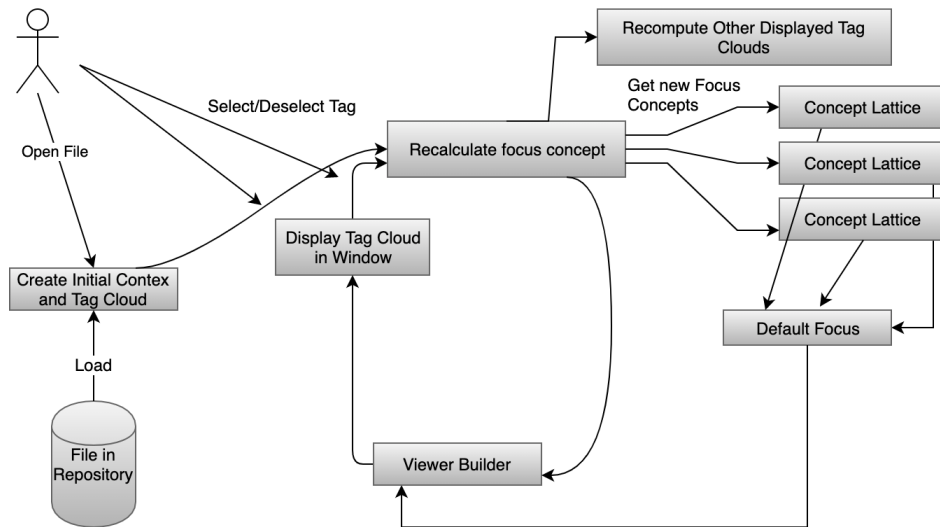 Recompute Other Displayed Tag
Clouds
Get new Focus
Concepts
Select/Deselect Tag
Concept Lattice
Open File
Recalculate focus concept
Concept Lattice
Concept Lattice
Display Tag Cloud
in Window
Create Initial Contex
and Tag Cloud
Default Focus
Load
File in
Repository
Viewer Builder